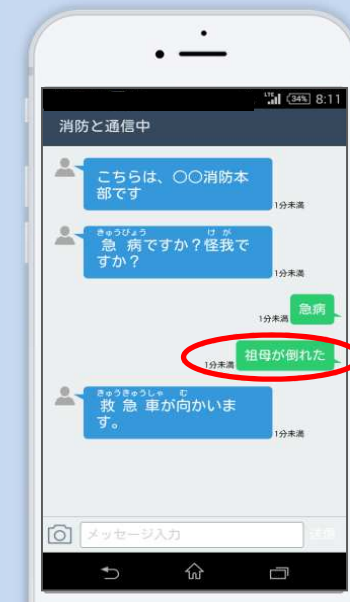 LTE 34% 8:11
消防と通信中
こちらは、〇〇消防本
部です
1分未満
きゅうびょう けが
急病ですか?怪我で
すか?
1分未満
急病
1分未満
祖母が倒れた
1分未満
きゅうきゅうしゃ む
救急車が向かいま
す。
1分未満
メッセージ入力
送信